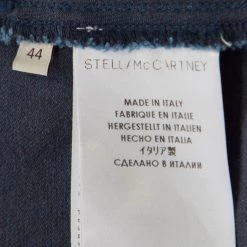 44
STELLA McCARTNEY
MADE IN ITALY
FABRIQUÉ EN ITALIE
HERGESTELLT IN ITALIEN
HECHO EN ITALIA
イタリア製
СДЕЛАНО В ИТАЛИИ